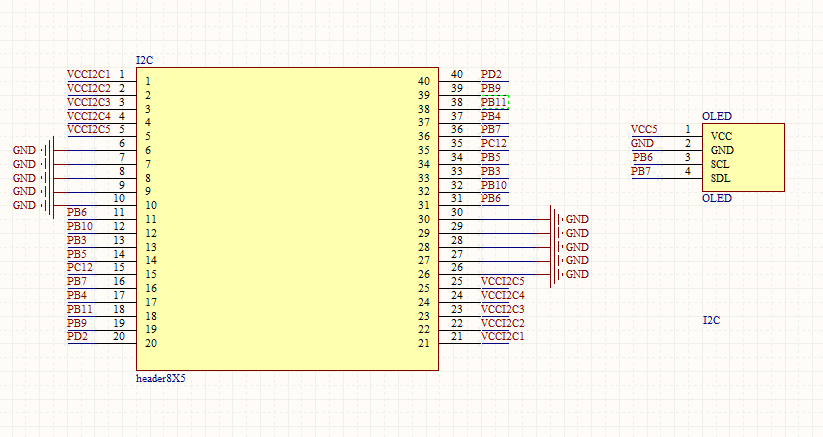 I2C
VCCI2C1 1 1 40 40 PD2
VCCI2C2 2 2 39 39 PB9
VCCI2C3 3 3 38 38 PB11
VCCI2C4 4 4 37 37 PB4
VCCI2C5 5 5 36 36 PB7
GND 6 6 35 35 PC12
GND 7 7 34 34 PB5
GND 8 8 33 33 PB3
GND 9 9 32 32 PB10
GND 10 10 31 31 PB6
PB6 11 11 30 30 GND
PB10 12 12 29 29 GND
PB3 13 13 28 28 GND
PB5 14 14 27 27 GND
PC12 15 15 26 26 GND
PB7 16 16 25 25 VCCI2C5
PB4 17 17 24 24 VCCI2C4
PB11 18 18 23 23 VCCI2C3
PB9 19 19 22 22 VCCI2C2
PD2 20 20 21 21 VCCI2C1
header8X5
OLED
VCC5 1 VCC
GND 2 GND
PB6 3 SCL
PB7 4 SDL
OLED
I2C